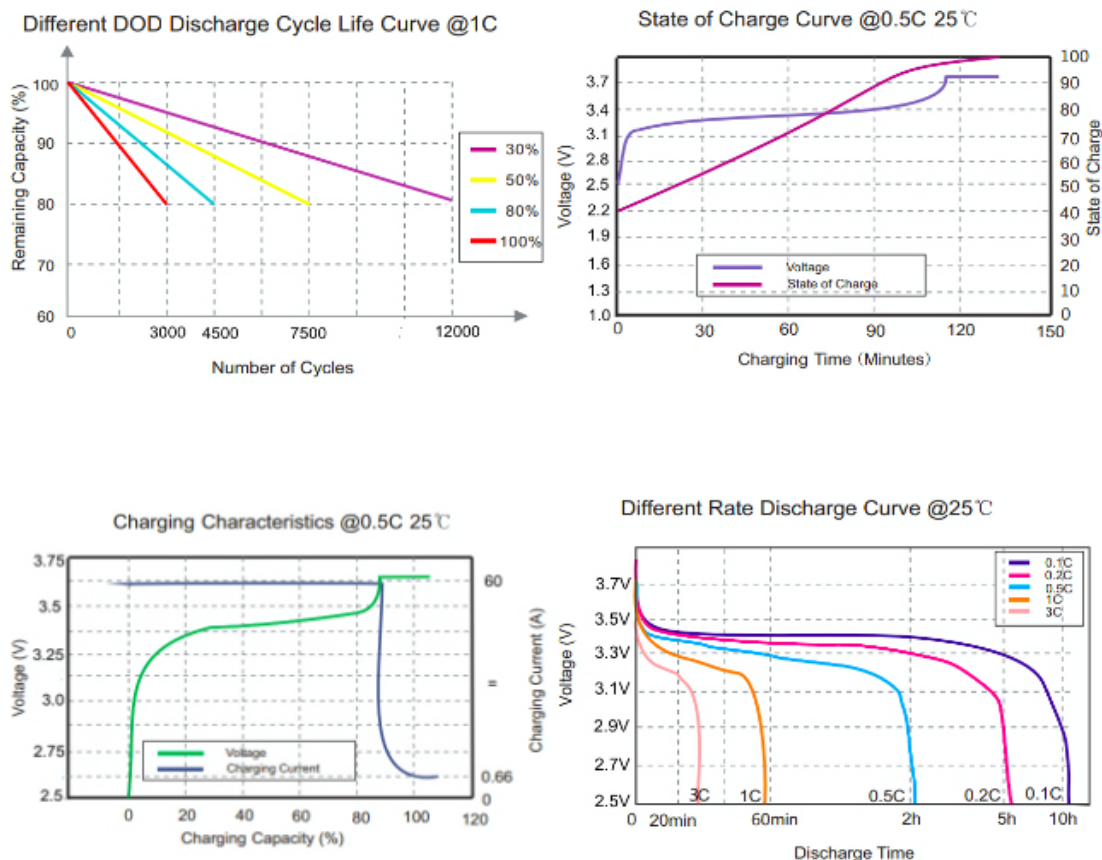 Different DOD Discharge Cycle Life Curve @1C
Remaining Capacity (%)
100
90
80
70
60
0 3000 4500 7500 12000
Number of Cycles
30%
50%
80%
100%
State of Charge Curve @0.5C 25℃
Voltage (V)
3.7
3.4
3.1
2.8
2.5
2.2
1.9
1.6
1.3
1.0
100
90
80
70
60
50
40
30
20
10
0
State of Charge
Voltage
State of Charge
0 30 60 90 120 150
Charging Time (Minutes)
Charging Characteristics @0.5C 25℃
Voltage (V)
3.75
3.5
3.25
3.0
2.75
2.5
60
=
0.66
0
Charging Current (A)
Voltage
Charging Current
0 20 40 60 80 100 120
Charging Capacity (%)
Different Rate Discharge Curve @25℃
Voltage (V)
3.7V
3.5V
3.3V
3.1V
2.9V
2.7V
2.5V
0.1C
0.2C
0.5C
1C
3C
3C 1C 0.5C 0.2C 0.1C
0 20min 60min 2h 5h 10h
Discharge Time